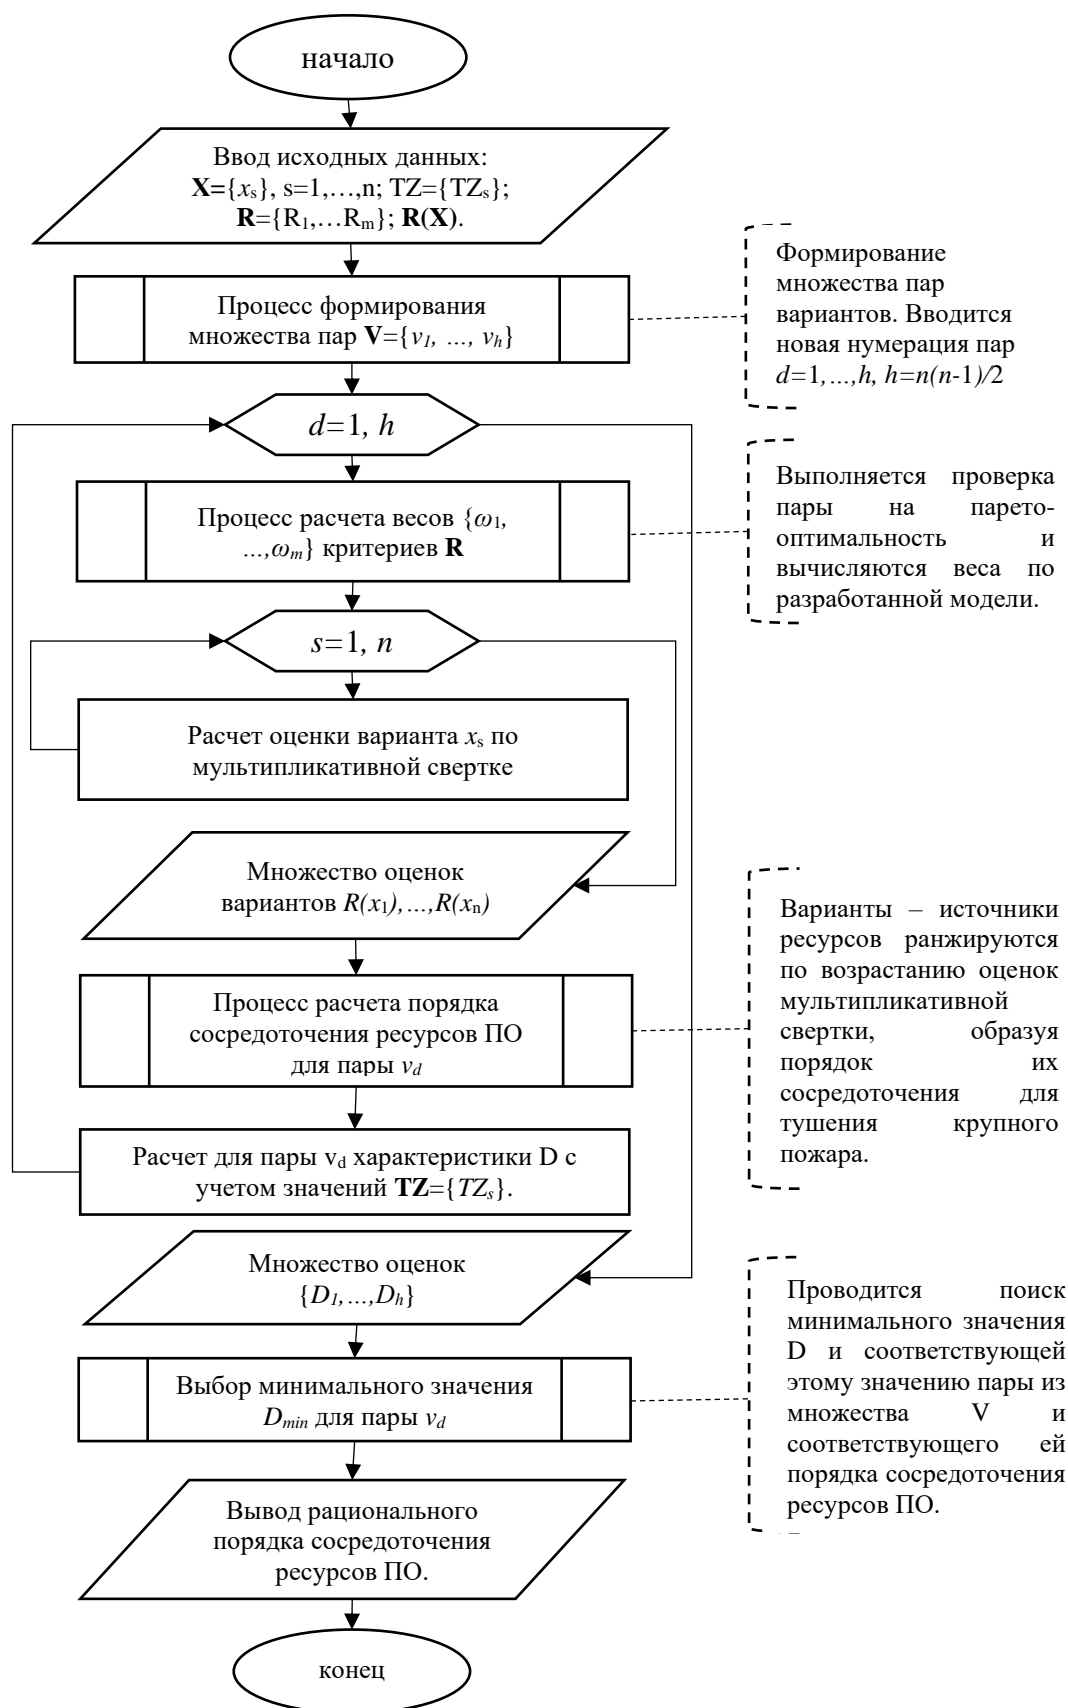 начало
Ввод исходных данных:
X={xₛ}, s=1,…,n; TZ={TZₛ};
R={R₁,…Rₘ}; R(X).
Формирование
множества пар
вариантов. Вводится
новая нумерация пар
d=1,…,h, h=n(n-1)/2
Процесс формирования
множества пар V={v₁, …, vₕ}
d=1, h
Выполняется проверка
пары на парето-
оптимальность и
вычисляются веса по
разработанной модели.
Процесс расчета весов {ω₁,
…,ωₘ} критериев R
s=1, n
Расчет оценки варианта xₛ по
мультипликативной свертке
Множество оценок
вариантов R(x₁),…,R(xₙ)
Варианты – источники
ресурсов ранжируются
по возрастанию оценок
мультипликативной
свертки, образуя
порядок их
сосредоточения для
тушения крупного
пожара.
Процесс расчета порядка
сосредоточения ресурсов ПО
для пары v_d
Расчет для пары v_d характеристики D с
учетом значений TZ={TZₛ}.
Множество оценок
{D₁,…,Dₕ}
Проводится поиск
минимального значения
D и соответствующей
этому значению пары из
множества V и
соответствующего ей
порядка сосредоточения
ресурсов ПО.
Выбор минимального значения
D_min для пары v_d
Вывод рационального
порядка сосредоточения
ресурсов ПО.
конец